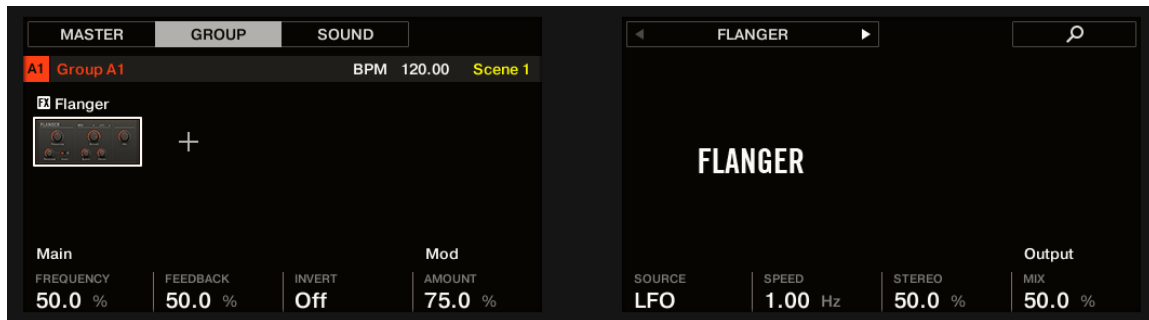 MASTER GROUP SOUND
A1 Group A1 BPM 120.00 Scene 1
FX Flanger
FLANGER
Main Mod
FREQUENCY FEEDBACK INVERT AMOUNT
50.0 % 50.0 % Off 75.0 %
FLANGER
FLANGER
Output
SOURCE SPEED STEREO MIX
LFO 1.00 Hz 50.0 % 50.0 %